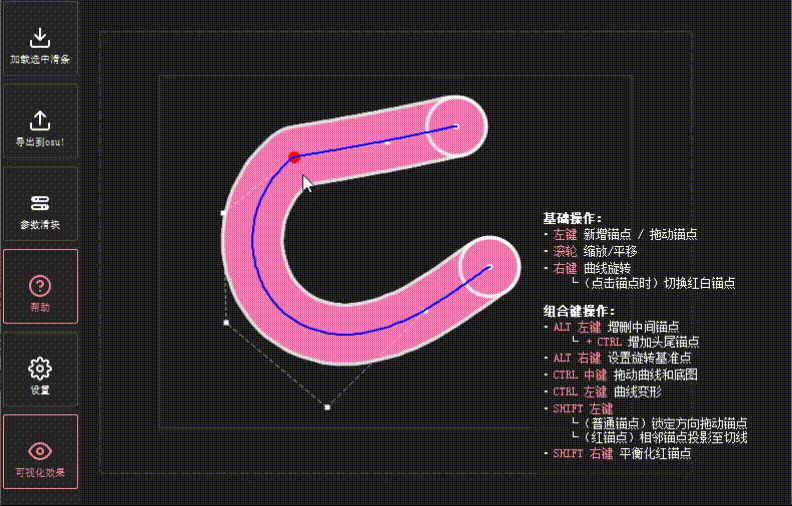 加载选中滑条
导出到osu!
参数滑块
帮助
设置
可视化效果
基础操作：
- 左键 新增锚点 / 拖动锚点
- 滚轮 缩放/平移
- 右键 曲线旋转
└（点击锚点时）切换红白锚点
组合键操作：
- ALT 左键 增删中间锚点
└ + CTRL 增加头尾锚点
- ALT 右键 设置旋转基准点
- CTRL 中键 拖动曲线和底图
- CTRL 左键 曲线变形
- SHIFT 左键
└（普通锚点）锁定方向拖动锚点
└（红锚点）相邻锚点投影至切线
- SHIFT 右键 平衡化红锚点